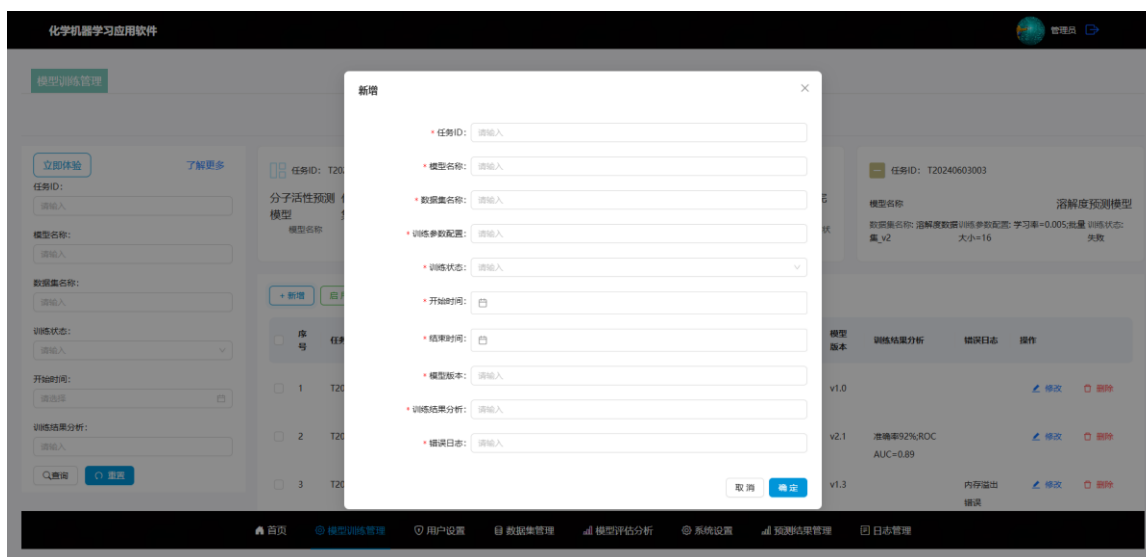 化学机器学习应用软件
管理员
模型训练管理
立即体验
了解更多
任务ID:
请输入
模型名称:
请输入
数据集名称:
请输入
训练状态:
请输入
开始时间:
请选择
训练结果分析:
请输入
查询
重置
任务ID: T202
分子活性预测
模型
模型名称
任务ID: T20240603003
模型名称
溶解度预测模型
数据集名称: 溶解度数据集_v2
训练参数配置: 学习率=0.005;批量大小=16
训练状态: 失败
+ 新增
新增
* 任务ID: 请输入
* 模型名称: 请输入
* 数据集名称: 请输入
* 训练参数配置: 请输入
* 训练状态: 请输入
* 开始时间:
* 结束时间:
* 模型版本: 请输入
* 训练结果分析: 请输入
* 错误日志: 请输入
取 消
确 定
序号 任务 模型版本 训练结果分析 错误日志 操作
1 T20 v1.0 修改 删除
2 T20 v2.1 准确率92%;ROC AUC=0.89 修改 删除
3 T20 v1.3 内存溢出错误 修改 删除
首页 模型训练管理 用户设置 数据集管理 模型评估分析 系统设置 预测结果管理 日志管理